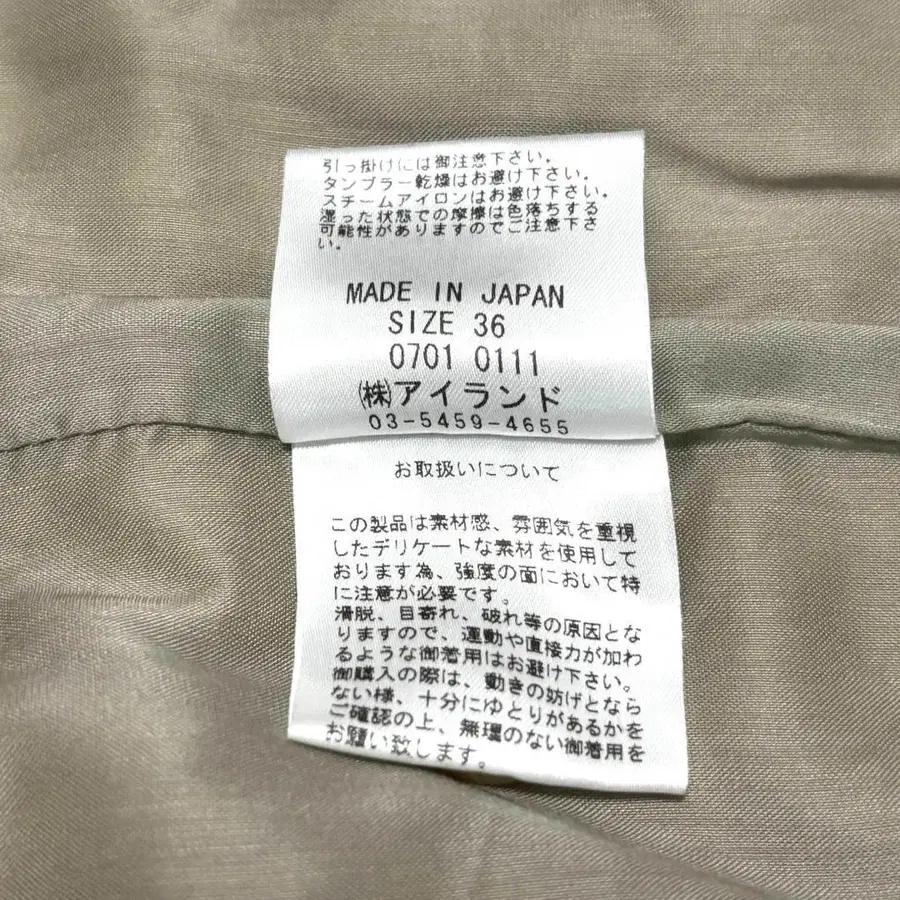 引っ掛けには御注意下さい。
タンブラー乾燥はお避け下さい。
スチームアイロンはお避け下さい。
湿った状態での摩擦は色落ちする
可能性がありますのでご注意下さ
い。
MADE IN JAPAN
SIZE 36
0701 0111
㈱アイランド
03-5459-4655
お取扱いについて
この製品は素材感、雰囲気を重視
したデリケートな素材を使用して
おります為、強度の面において特
に注意が必要です。
滑脱、目寄れ、破れ等の原因とな
りますので、運動や直接力が加わ
るような御着用はお避け下さい。
御購入の際は、動きの妨げとなら
ない様、十分にゆとりがあるかを
ご確認の上、無理のない御着用を
お願い致します。